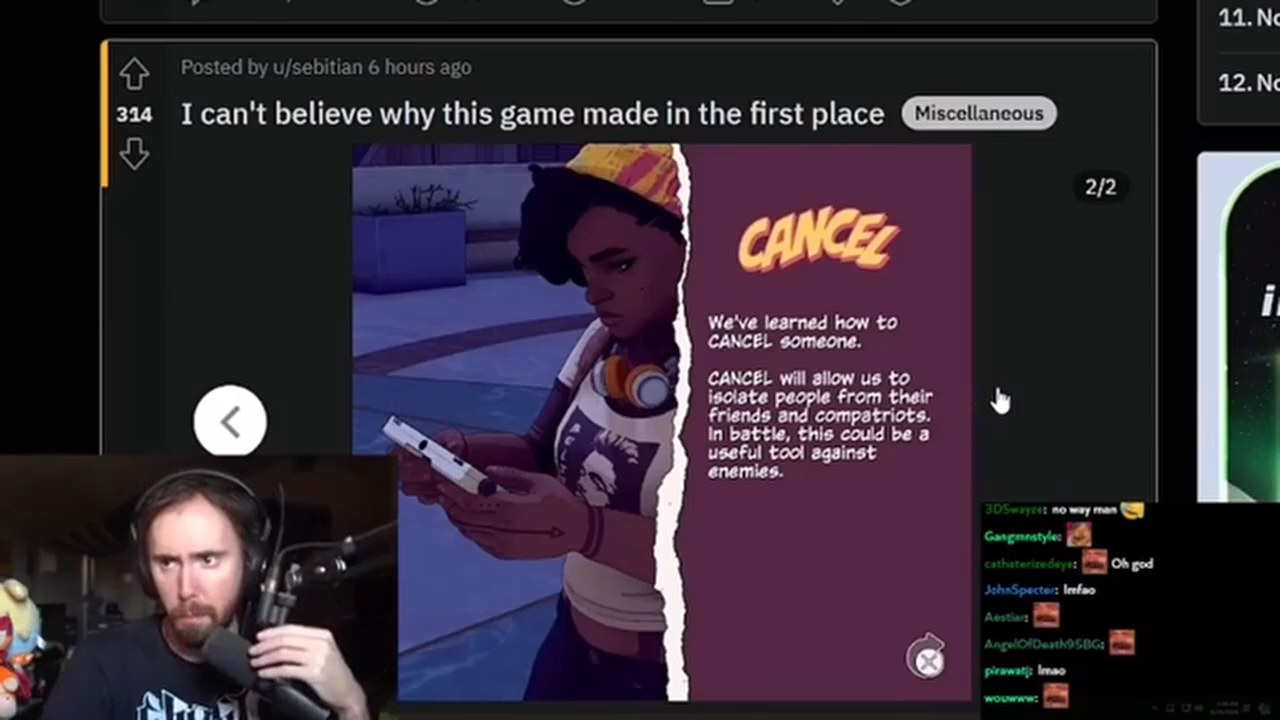 11. No
12. No
Posted by u/sebitian 6 hours ago
314
I can't believe why this game made in the first place
Miscellaneous
2/2
CANCEL
We've learned how to
CANCEL someone.
CANCEL will allow us to
isolate people from their
friends and compatriots.
In battle, this could be a
useful tool against
enemies.
3DSwayze: no way man
Gangmnstyle:
catheterizedeye: Oh god
JohnSpecter: lmfao
Aestiar:
AngelOfDeath95BG:
pirawatj: lmao
wouwww: